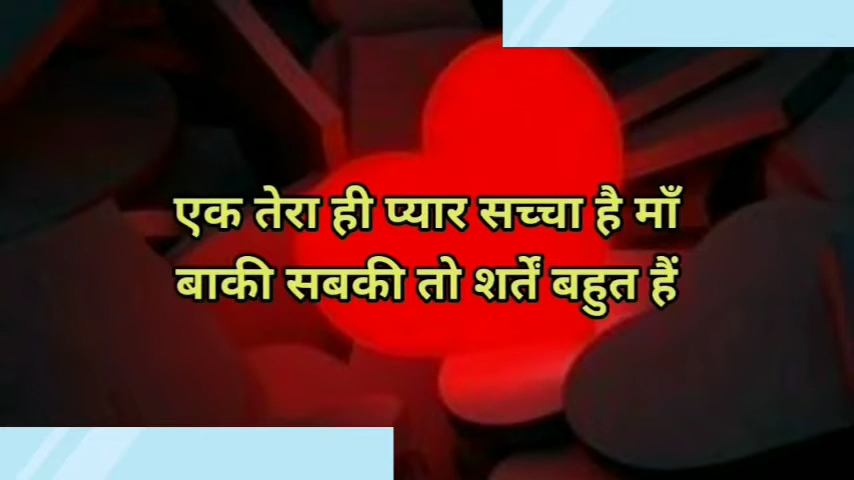 एक तेरा ही प्यार सच्चा है माँ
बाकी सबकी तो शर्तें बहुत हैं